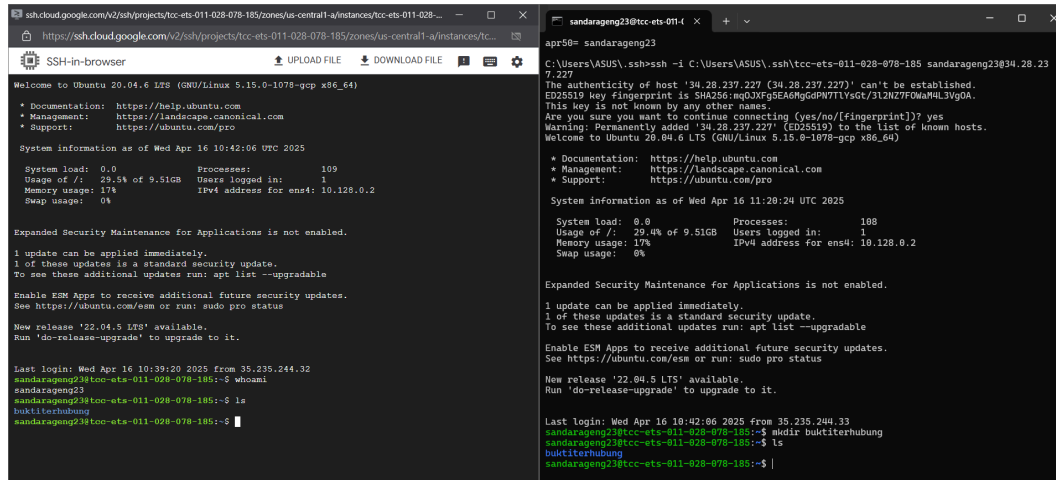 ssh.cloud.google.com/v2/ssh/projects/tcc-ets-011-028-078-185/zones/us-central1-a/instances/tcc-ets-011-028-078-...
https://ssh.cloud.google.com/v2/ssh/projects/tcc-ets-011-028-078-185/zones/us-central1-a/instances/tc...
SSH-in-browser
UPLOAD FILE
DOWNLOAD FILE
Welcome to Ubuntu 20.04.6 LTS (GNU/Linux 5.15.0-1078-gcp x86_64)
* Documentation: https://help.ubuntu.com
* Management: https://landscape.canonical.com
* Support: https://ubuntu.com/pro
System information as of Wed Apr 16 10:42:06 UTC 2025
System load: 0.0 Processes: 109
Usage of /: 29.5% of 9.51GB Users logged in: 1
Memory usage: 17% IPv4 address for ens4: 10.128.0.2
Swap usage: 0%
Expanded Security Maintenance for Applications is not enabled.
1 update can be applied immediately.
1 of these updates is a standard security update.
To see these additional updates run: apt list --upgradable
Enable ESM Apps to receive additional future security updates.
See https://ubuntu.com/esm or run: sudo pro status
New release '22.04.5 LTS' available.
Run 'do-release-upgrade' to upgrade to it.
Last login: Wed Apr 16 10:39:20 2025 from 35.235.244.32
sandarageng23@tcc-ets-011-028-078-185:~$ whoami
sandarageng23
sandarageng23@tcc-ets-011-028-078-185:~$ ls
buktiterhubung
sandarageng23@tcc-ets-011-028-078-185:~$
sandarageng23@tcc-ets-011-(
apr50= sandarageng23
C:\Users\ASUS\.ssh>ssh -i C:\Users\ASUS\.ssh\tcc-ets-011-028-078-185 sandarageng23@34.28.23
7.227
The authenticity of host '34.28.237.227 (34.28.237.227)' can't be established.
ED25519 key fingerprint is SHA256:mqOJXFg5EA6MgGdPN7TlYsGt/3l2NZ7FOWaM4L3VgOA.
This key is not known by any other names.
Are you sure you want to continue connecting (yes/no/[fingerprint])? yes
Warning: Permanently added '34.28.237.227' (ED25519) to the list of known hosts.
Welcome to Ubuntu 20.04.6 LTS (GNU/Linux 5.15.0-1078-gcp x86_64)
* Documentation: https://help.ubuntu.com
* Management: https://landscape.canonical.com
* Support: https://ubuntu.com/pro
System information as of Wed Apr 16 11:20:24 UTC 2025
System load: 0.0 Processes: 108
Usage of /: 29.4% of 9.51GB Users logged in: 1
Memory usage: 17% IPv4 address for ens4: 10.128.0.2
Swap usage: 0%
Expanded Security Maintenance for Applications is not enabled.
1 update can be applied immediately.
1 of these updates is a standard security update.
To see these additional updates run: apt list --upgradable
Enable ESM Apps to receive additional future security updates.
See https://ubuntu.com/esm or run: sudo pro status
New release '22.04.5 LTS' available.
Run 'do-release-upgrade' to upgrade to it.
Last login: Wed Apr 16 10:42:06 2025 from 35.235.244.33
sandarageng23@tcc-ets-011-028-078-185:~$ mkdir buktiterhubung
sandarageng23@tcc-ets-011-028-078-185:~$ ls
buktiterhubung
sandarageng23@tcc-ets-011-028-078-185:~$